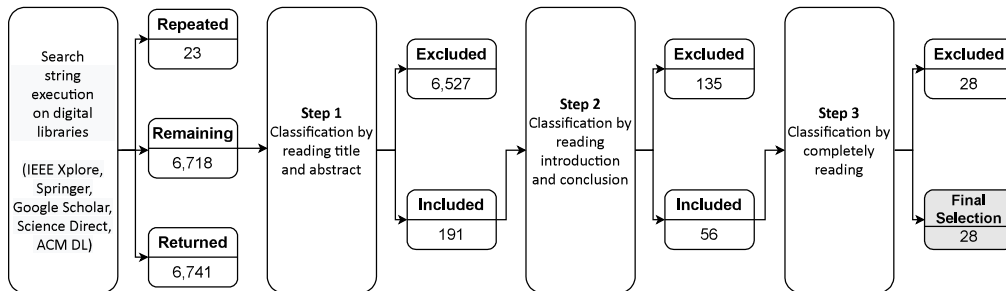 Search
string
execution
on digital
libraries
(IEEE Xplore,
Springer,
Google Scholar,
Science Direct,
ACM DL)
Repeated
23
Remaining
6,718
Returned
6,741
Step 1
Classification by
reading title
and abstract
Excluded
6,527
Included
191
Step 2
Classification by
reading
introduction
and conclusion
Excluded
135
Included
56
Step 3
Classification by
completely
reading
Excluded
28
Final
Selection
28